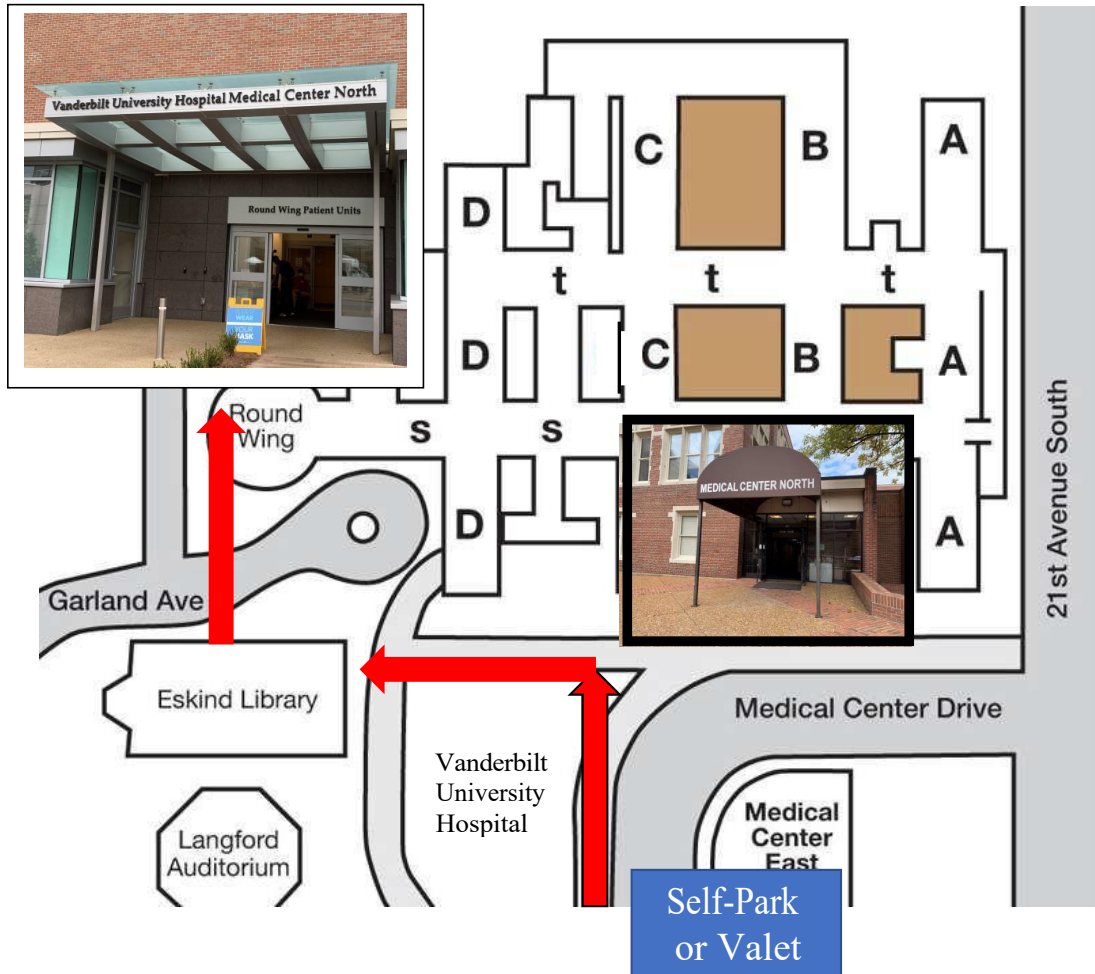 Vanderbilt University Hospital Medical Center North
Round Wing Patient Units
WEAR
YOUR
MASK
C
B
A
D
t
t
t
D
C
B
A
Round
Wing
s
s
MEDICAL CENTER NORTH
D
A
21st Avenue South
Garland Ave
Eskind Library
Medical Center Drive
Vanderbilt
University
Hospital
Langford
Auditorium
Medical
Center
East
Self-Park
or Valet